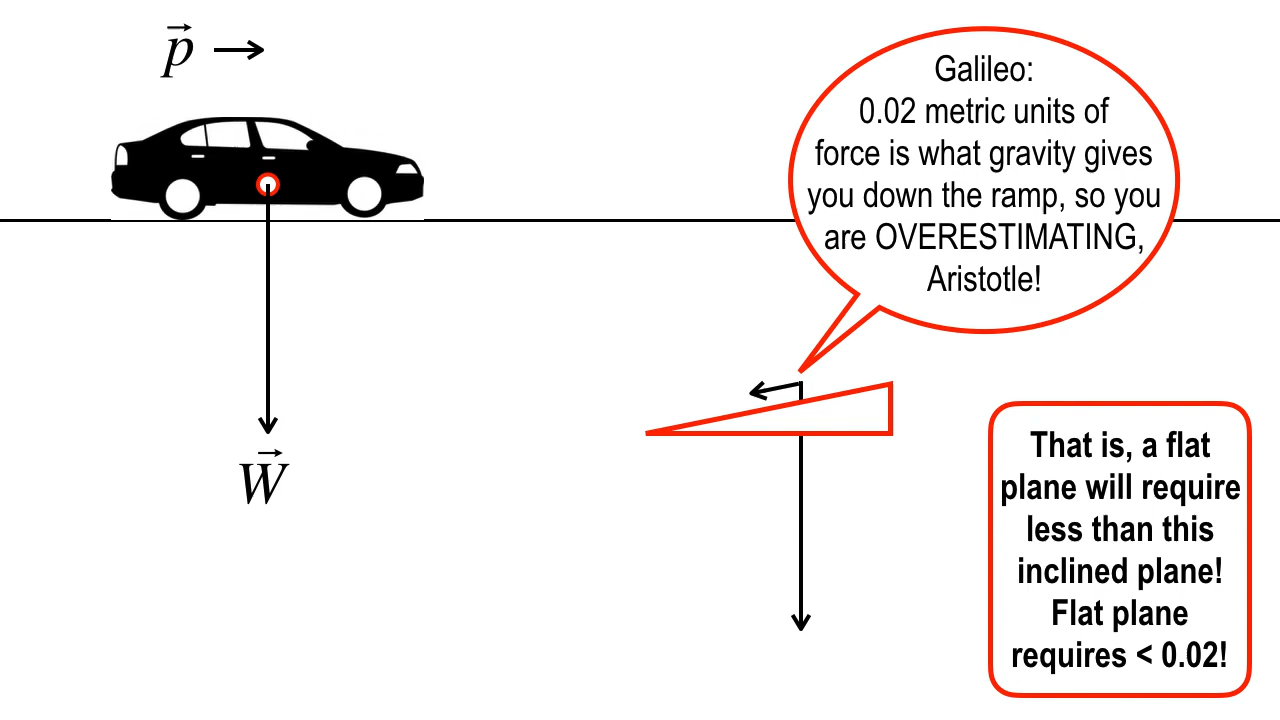 p
Galileo:
0.02 metric units of
force is what gravity gives
you down the ramp, so you
are OVERESTIMATING,
Aristotle!
W
That is, a flat
plane will require
less than this
inclined plane!
Flat plane
requires < 0.02!